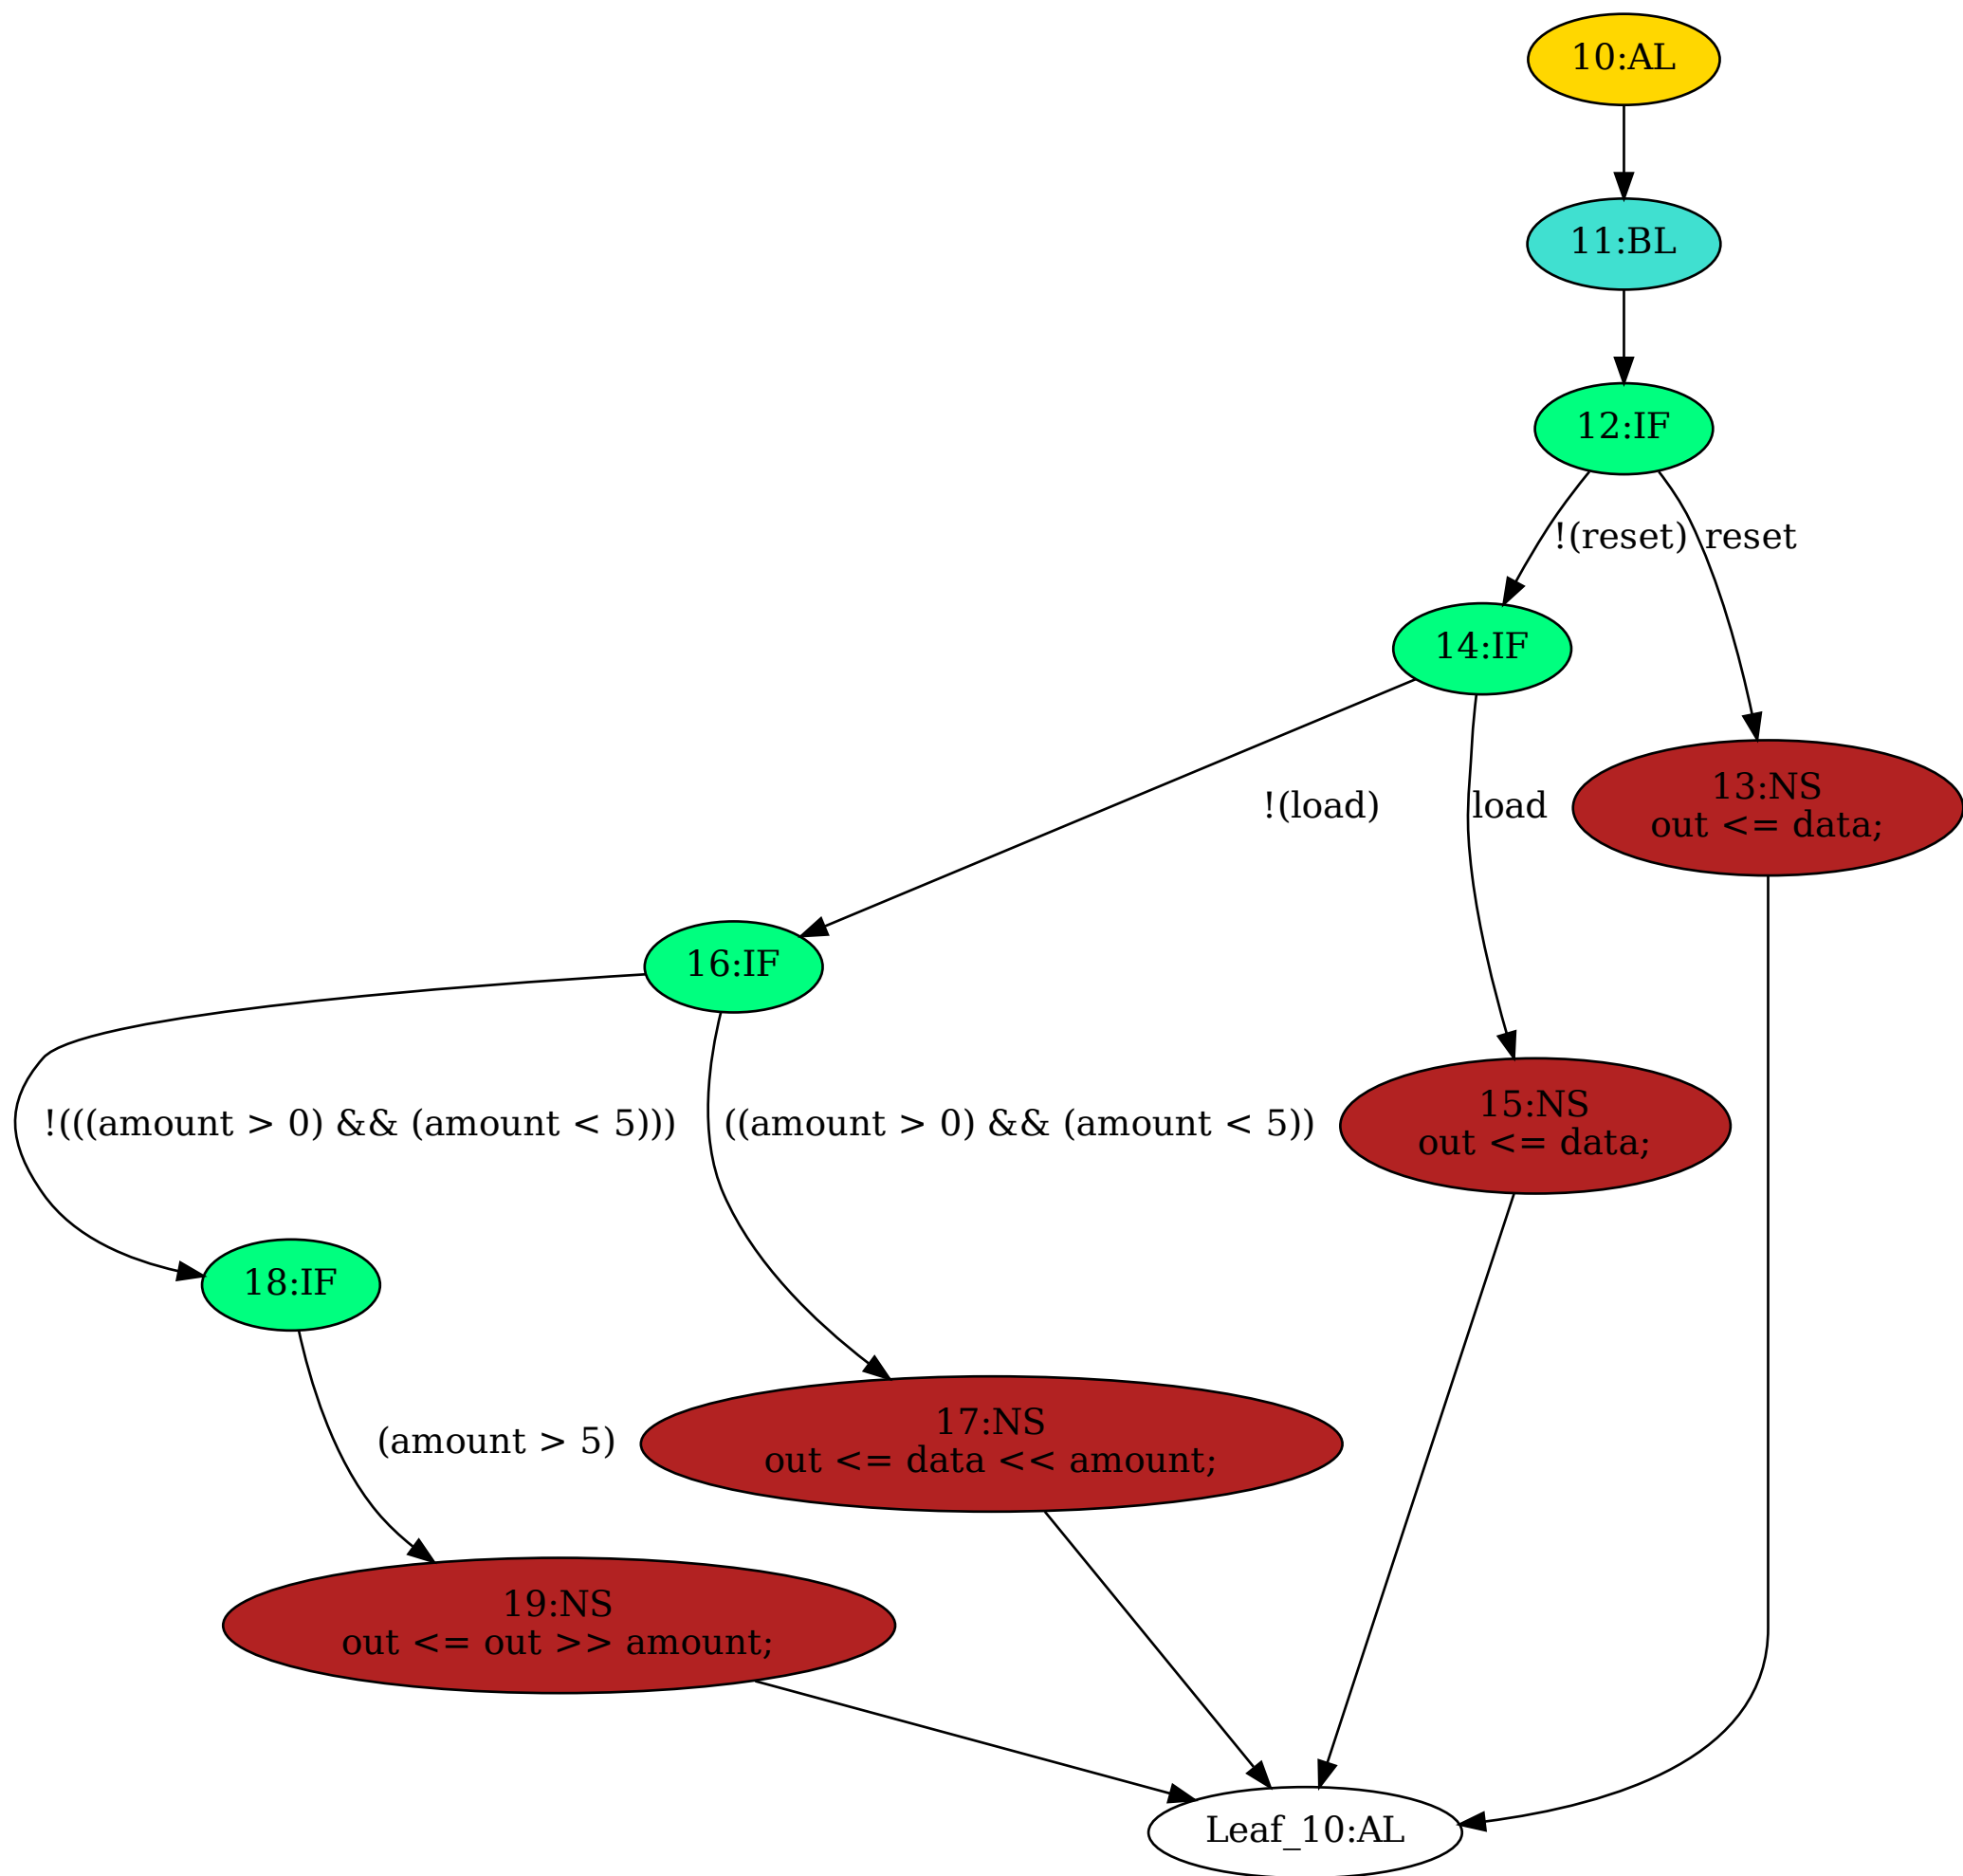 10:AL
11:BL
12:IF
!(reset)
reset
14:IF
!(load)
load
13:NS
out <= data;
16:IF
!(((amount > 0) && (amount < 5)))
((amount > 0) && (amount < 5))
15:NS
out <= data;
18:IF
(amount > 5)
17:NS
out <= data << amount;
19:NS
out <= out >> amount;
Leaf_10:AL